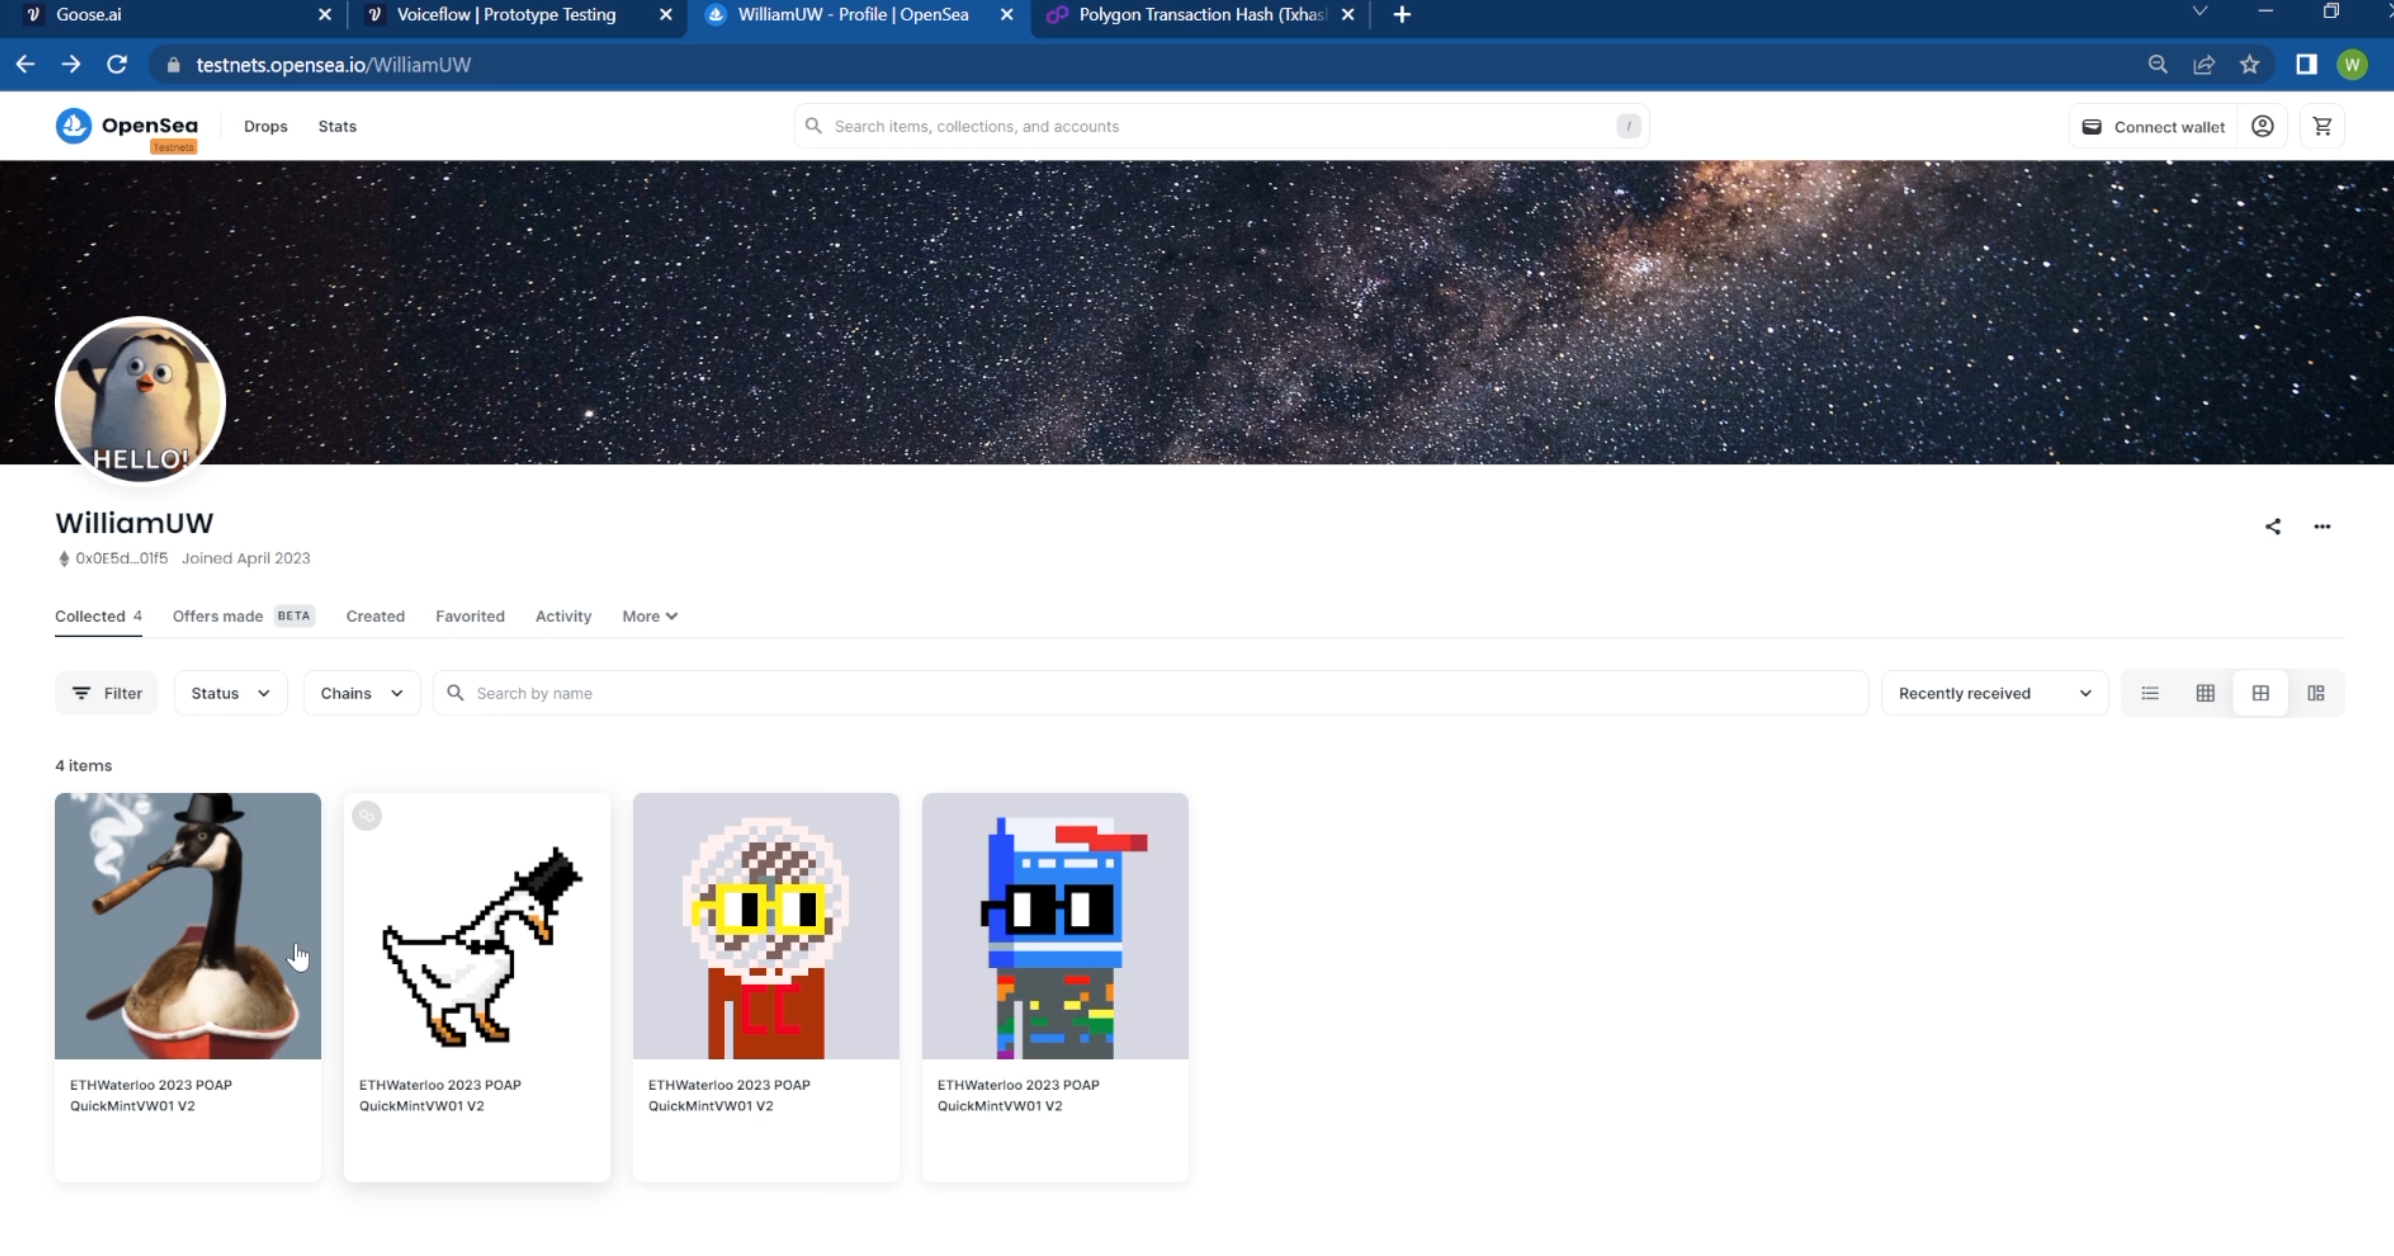 Goose.ai
Voiceflow | Prototype Testing
WilliamUW - Profile | OpenSea
Polygon Transaction Hash (Txhas
testnets.opensea.io/WilliamUW
W
OpenSea
Testnets
Drops
Stats
Search items, collections, and accounts
/
Connect wallet
HELLO!
WilliamUW
0x0E5d...01f5 Joined April 2023
Collected 4
Offers made BETA
Created
Favorited
Activity
More
Filter
Status
Chains
Search by name
Recently received
4 items
ETHWaterloo 2023 POAP
QuickMintVW01 V2
ETHWaterloo 2023 POAP
QuickMintVW01 V2
ETHWaterloo 2023 POAP
QuickMintVW01 V2
ETHWaterloo 2023 POAP
QuickMintVW01 V2